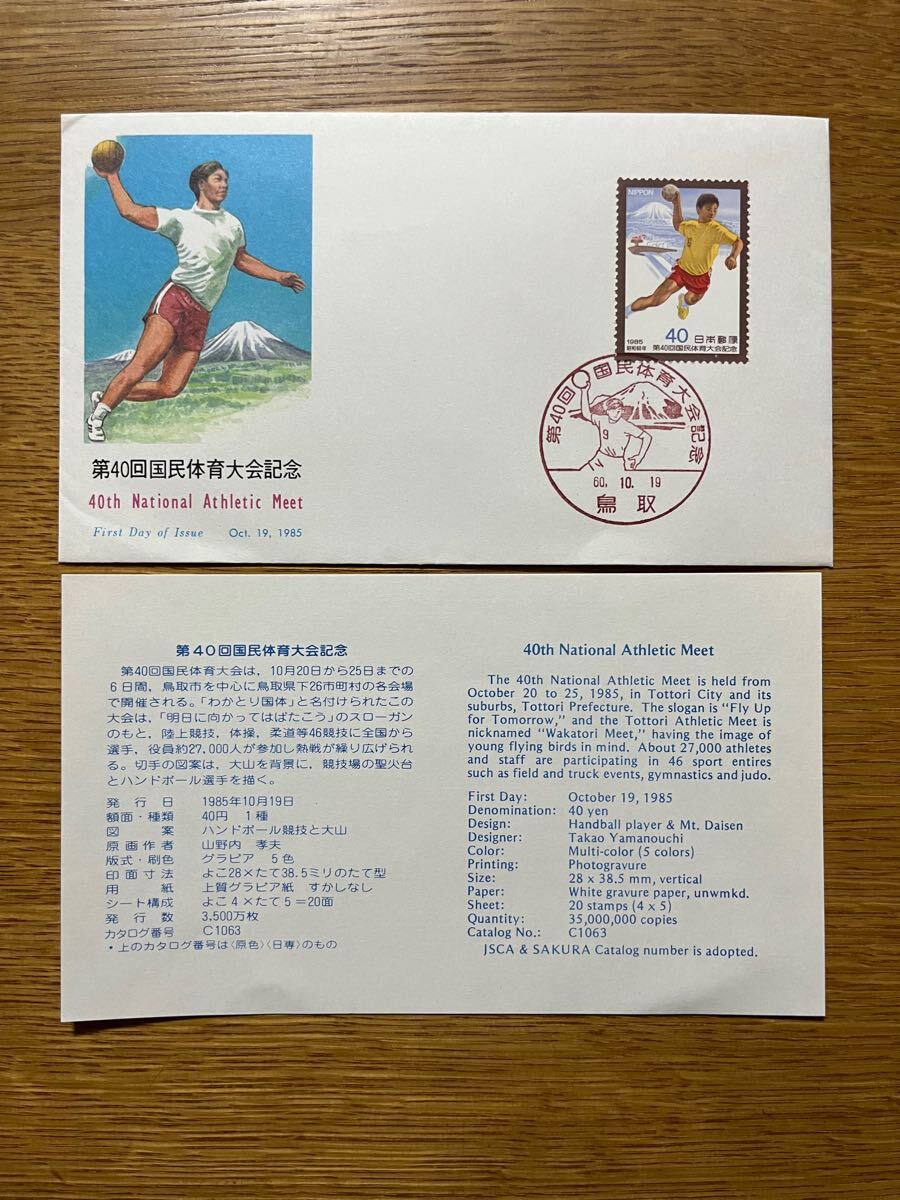 第40回国民体育大会記念
40th National Athletic Meet
First Day of Issue Oct. 19, 1985
NIPPON
1985
昭和60年
40 日本郵便
第40回国民体育大会記念
第40回国民体育大会記念
9
60. 10. 19
鳥取
第40回国民体育大会記念
第40回国民体育大会は，10月20日から25日までの
6日間，鳥取市を中心に鳥取県下26市町村の各会場
で開催される。「わかとり国体」と名付けられたこの
大会は，「明日に向かってはばたこう」のスローガン
のもと，陸上競技，体操，柔道等46競技に全国から
選手，役員約27,000人が参加し熱戦が繰り広げられ
る。切手の図案は，大山を背景に，競技場の聖火台
とハンドボール選手を描く。
発行日 1985年10月19日
額面・種類 40円 1種
図案 ハンドボール競技と大山
原画作者 山野内 孝夫
版式・刷色 グラビア 5色
印面寸法 よこ28×たて38.5ミリのたて型
用紙 上質グラビア紙 すかしなし
シート構成 よこ4×たて5＝20面
発行数 3,500万枚
カタログ番号 C1063
・上のカタログ番号は〈原色〉〈日専〉のもの
40th National Athletic Meet
The 40th National Athletic Meet is held from
October 20 to 25, 1985, in Tottori City and its
suburbs, Tottori Prefecture. The slogan is "Fly Up
for Tomorrow," and the Tottori Athletic Meet is
nicknamed "Wakatori Meet," having the image of
young flying birds in mind. About 27,000 athletes
and staff are participating in 46 sport entires
such as field and truck events, gymnastics and judo.
First Day: October 19, 1985
Denomination: 40 yen
Design: Handball player & Mt. Daisen
Designer: Takao Yamanouchi
Color: Multi-color (5 colors)
Printing: Photogravure
Size: 28 x 38.5 mm, vertical
Paper: White gravure paper, unwmkd.
Sheet: 20 stamps (4 x 5)
Quantity: 35,000,000 copies
Catalog No.: C1063
JSCA & SAKURA Catalog number is adopted.